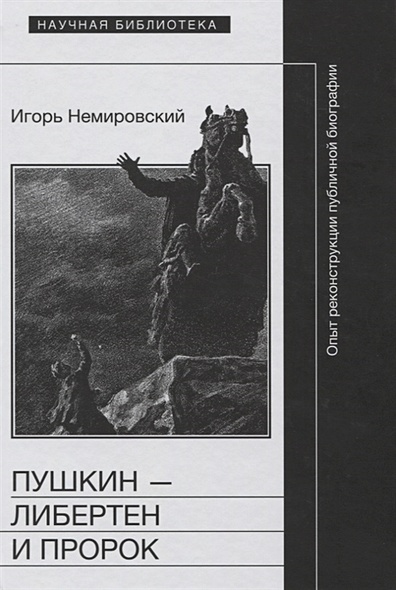 НАУЧНАЯ БИБЛИОТЕКА
Игорь Немировский
Опыт реконструкции публичной биографии
ПУШКИН —
ЛИБЕРТЕН
И ПРОРОК